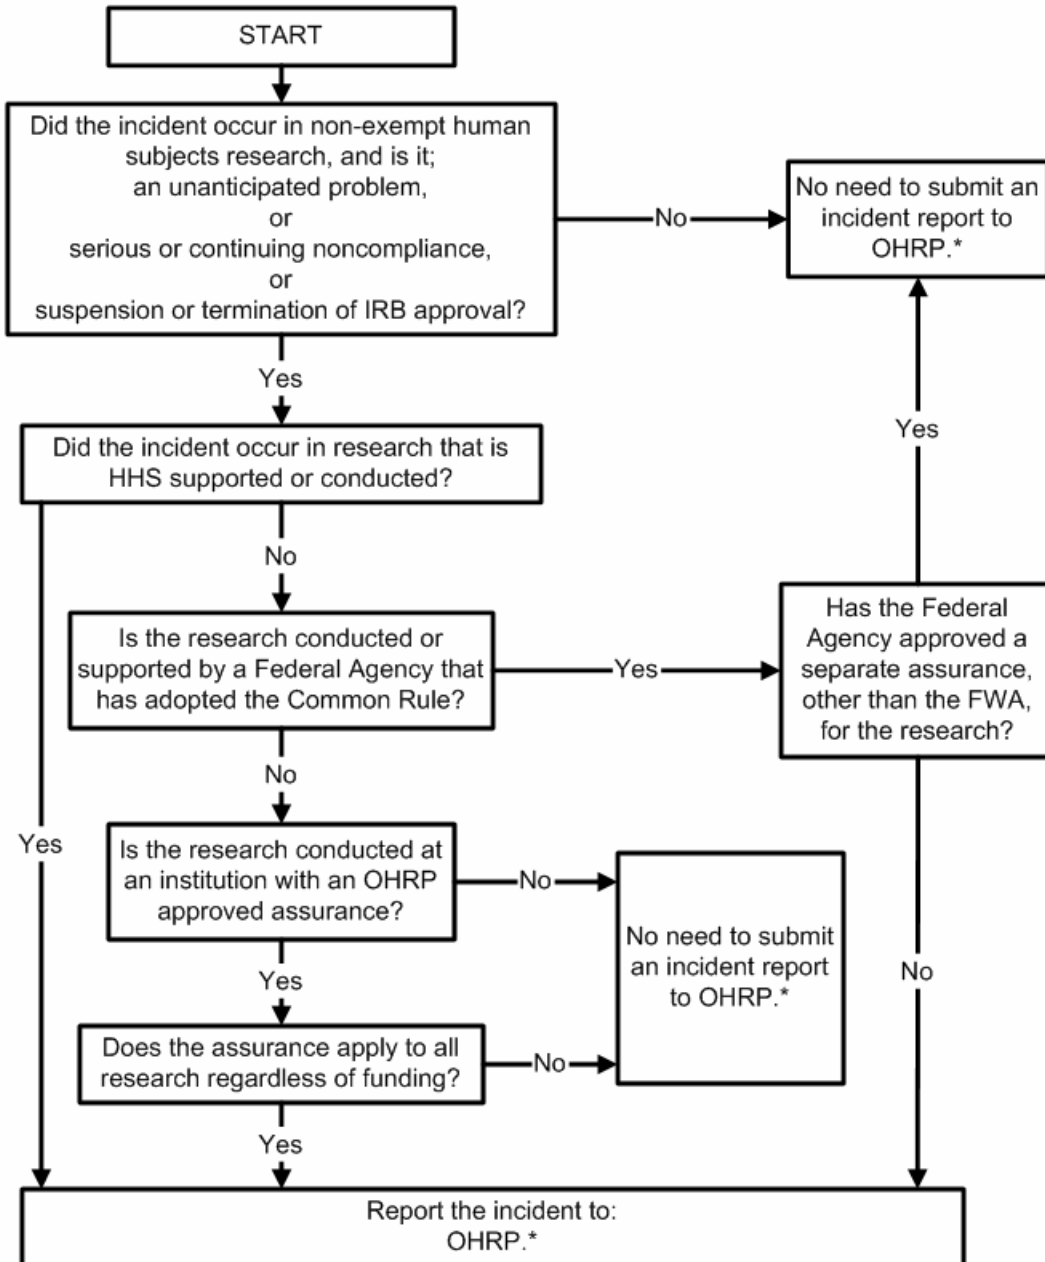 START
Did the incident occur in non-exempt human
subjects research, and is it;
an unanticipated problem,
or
serious or continuing noncompliance,
or
suspension or termination of IRB approval?
No
No need to submit an
incident report to
OHRP.*
Yes
Yes
Did the incident occur in research that is
HHS supported or conducted?
No
Is the research conducted or
supported by a Federal Agency that
has adopted the Common Rule?
Yes
Has the Federal
Agency approved a
separate assurance,
other than the FWA,
for the research?
No
Yes
Is the research conducted at
an institution with an OHRP
approved assurance?
No
No need to submit
an incident report
to OHRP.*
No
Yes
Does the assurance apply to all
research regardless of funding?
No
Yes
Report the incident to:
OHRP.*